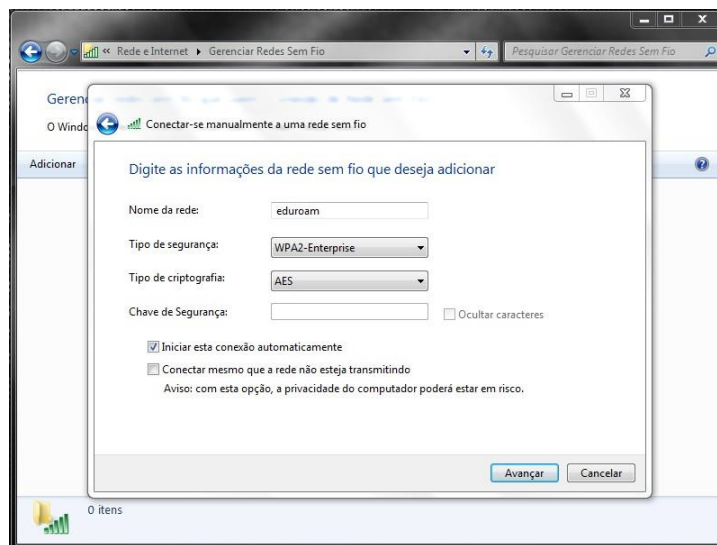 « Rede e Internet ▸ Gerenciar Redes Sem Fio
Pesquisar Gerenciar Redes Sem Fio
Geren
O Windo
Conectar-se manualmente a uma rede sem fio
Adicionar
Digite as informações da rede sem fio que deseja adicionar
Nome da rede: eduroam
Tipo de segurança: WPA2-Enterprise
Tipo de criptografia: AES
Chave de Segurança: Ocultar caracteres
Iniciar esta conexão automaticamente
Conectar mesmo que a rede não esteja transmitindo
Aviso: com esta opção, a privacidade do computador poderá estar em risco.
Avançar Cancelar
0 itens